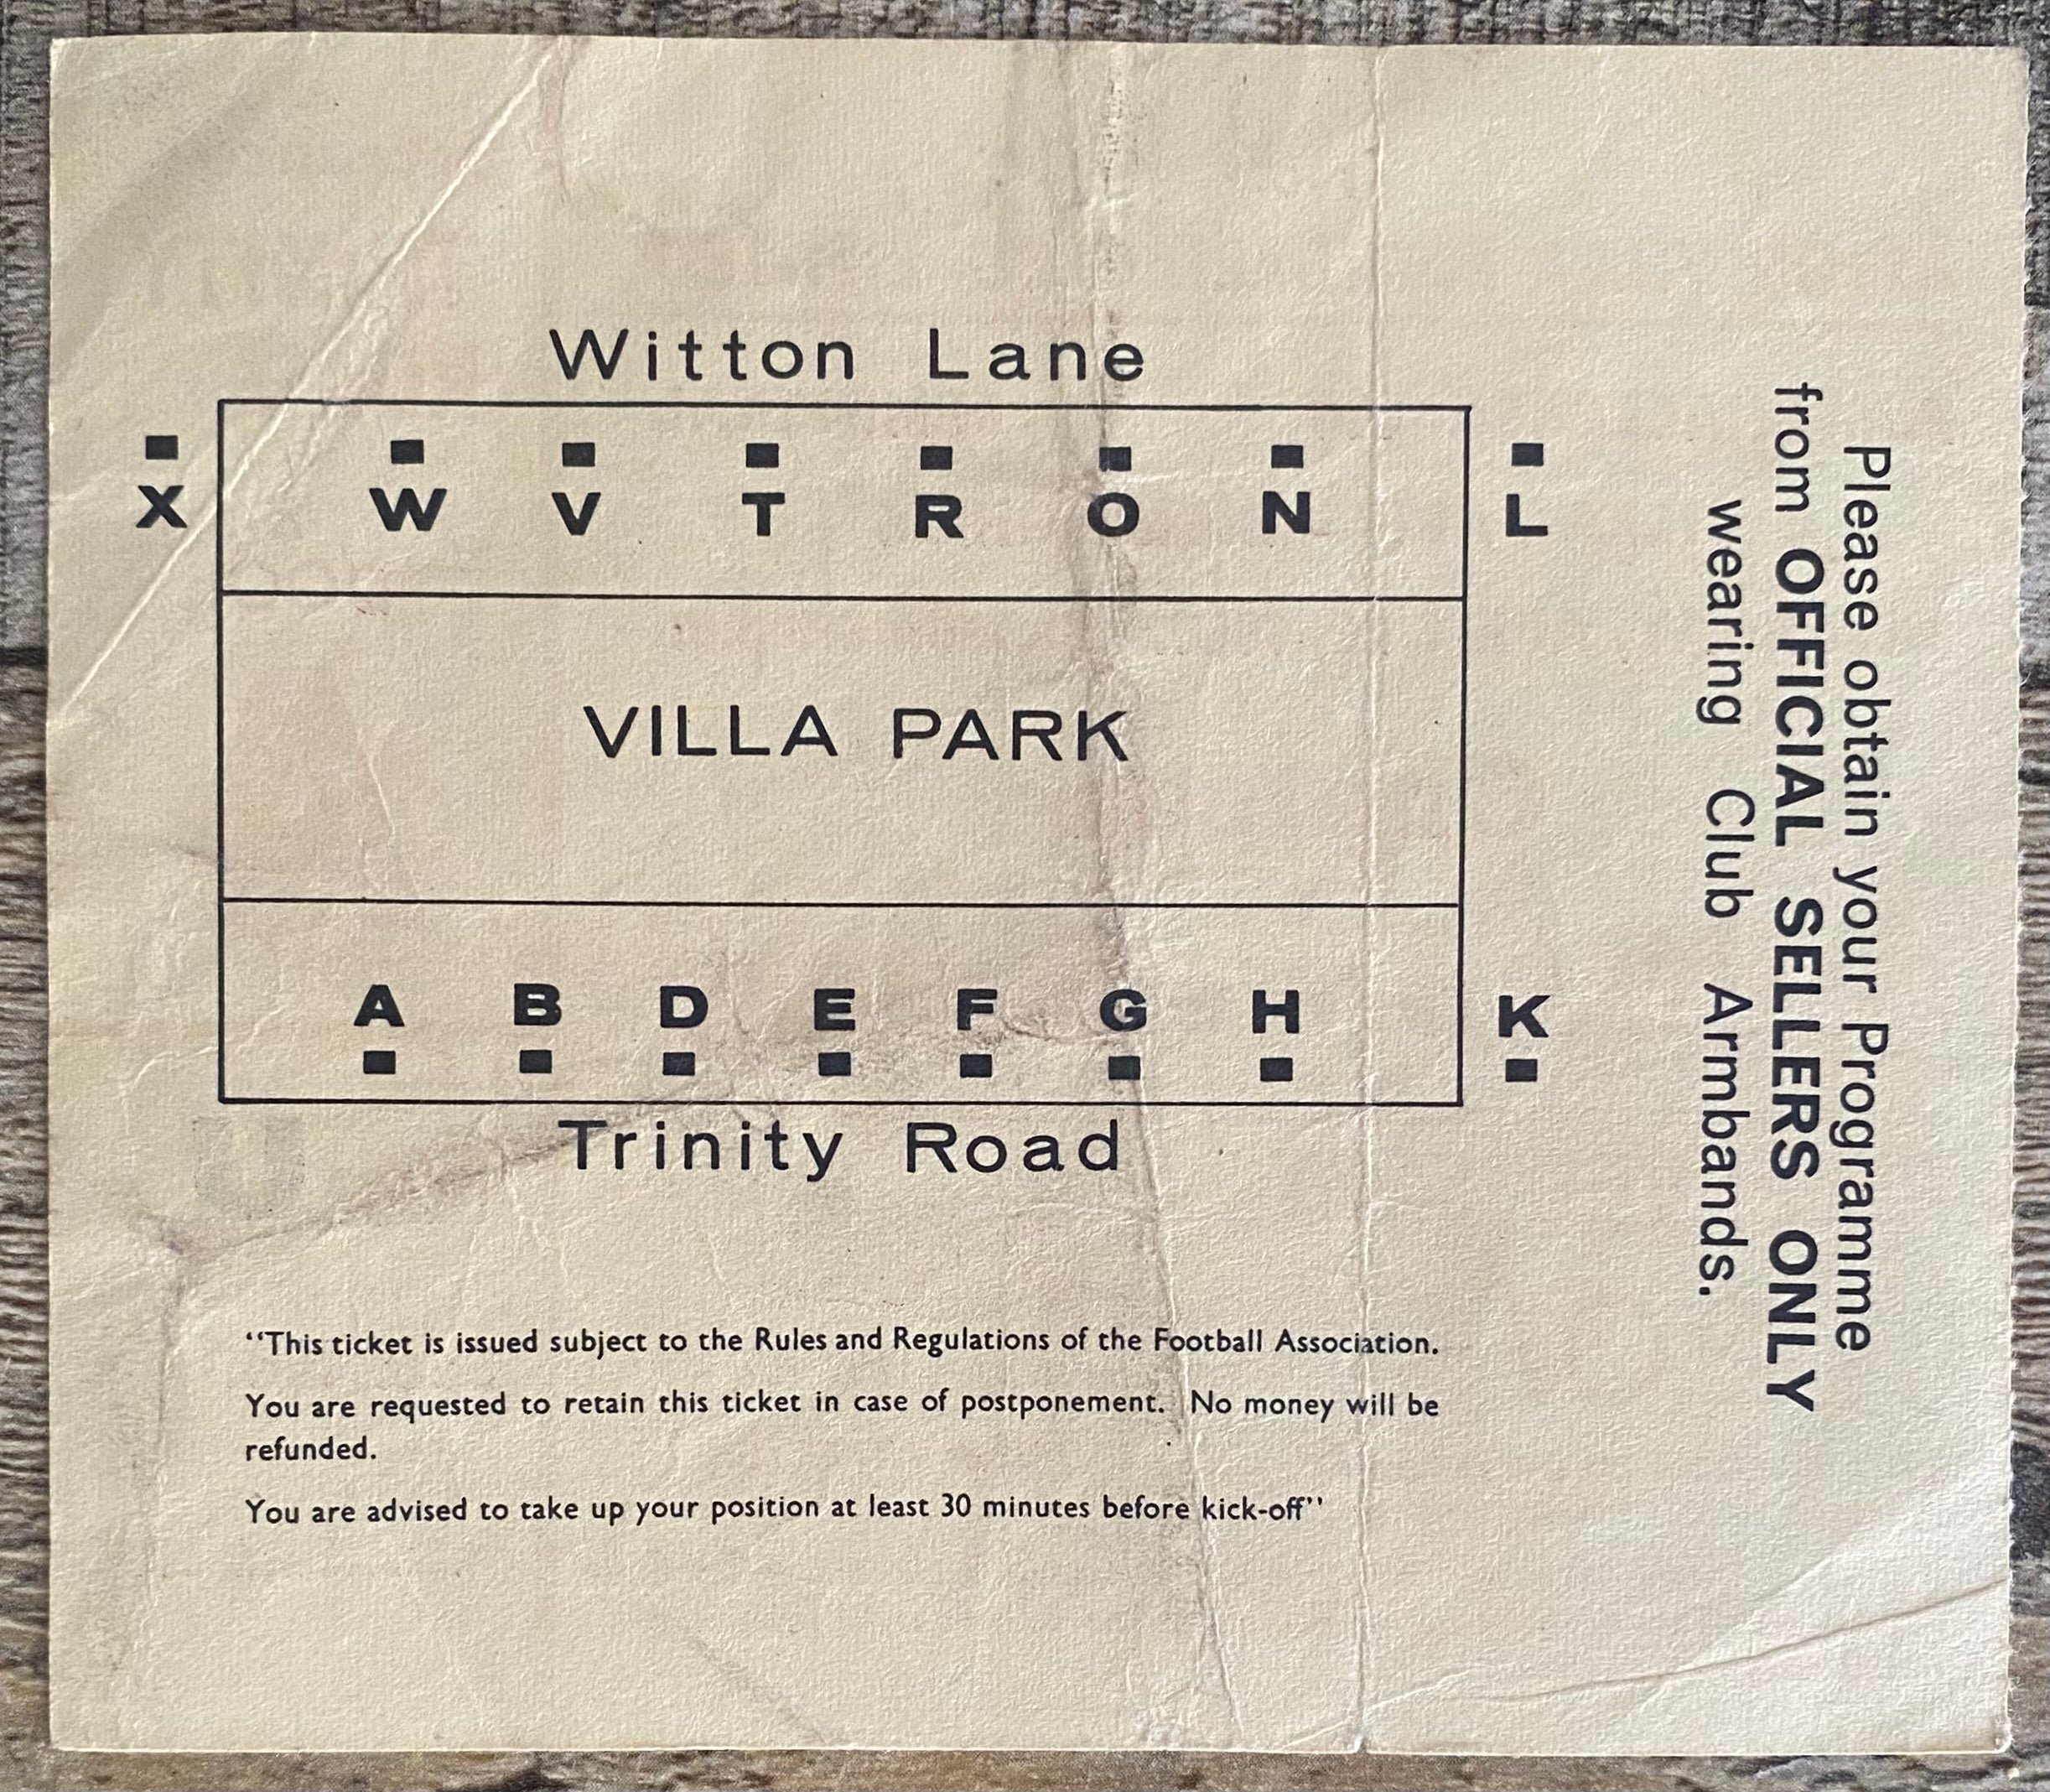 Witton Lane
X W V T R O N L
VILLA PARK
A B D E F G H K
Trinity Road
"This ticket is issued subject to the Rules and Regulations of the Football Association.
You are requested to retain this ticket in case of postponement. No money will be
refunded.
You are advised to take up your position at least 30 minutes before kick-off"
Please obtain your Programme
from OFFICIAL SELLERS ONLY
wearing Club Armbands.